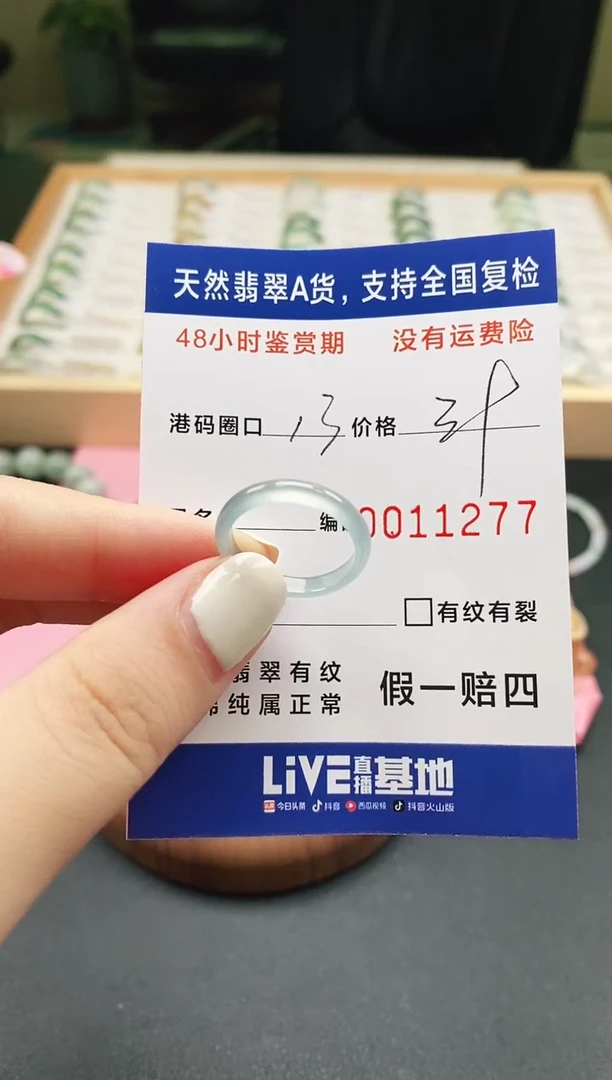 天然翡翠A货，支持全国复检
48小时鉴赏期 没有运费险
港码圈口 13 价格
编 0011277
□有纹有裂
翡翠有纹
纯属正常
假一赔四
LiVE直播基地
今日头条 抖音 西瓜视频 抖音火山版